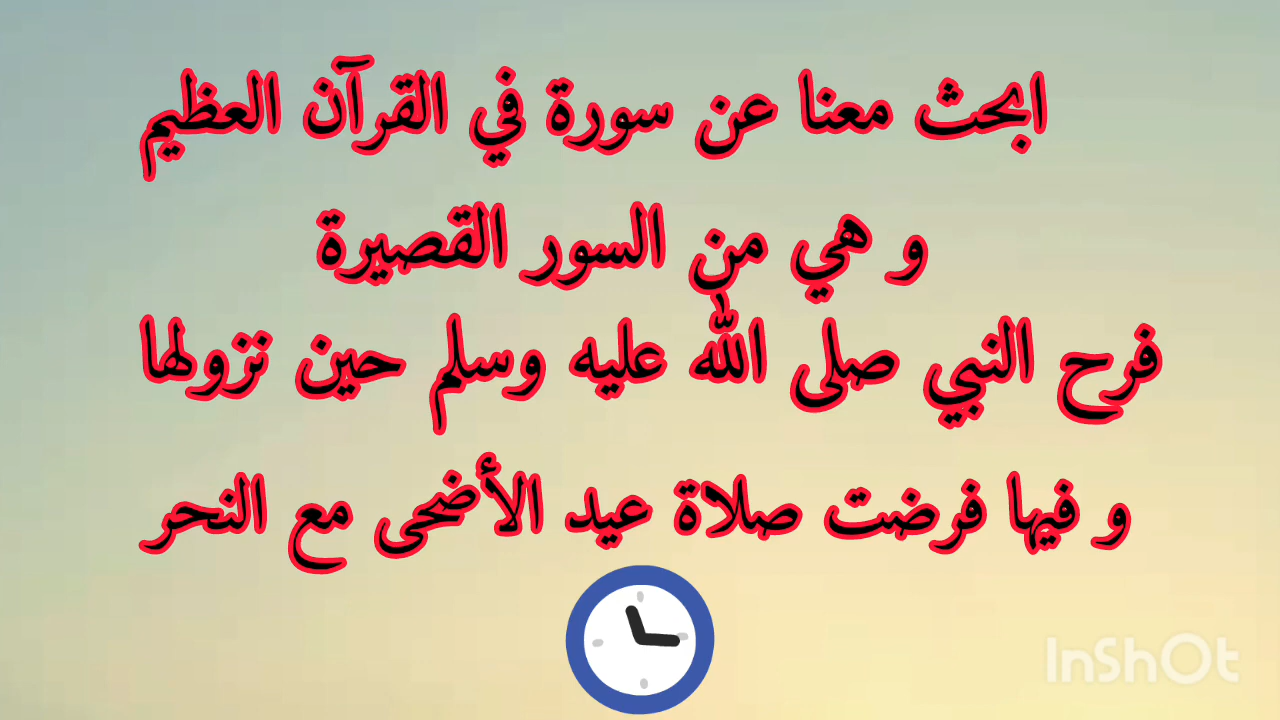 ابحث معنا عن سورة في القرآن العظيم
و هي من السور القصيرة
فرح النبي صلى الله عليه وسلم حين نزولها
و فيها فرضت صلاة عيد الأضحى مع النحر
InShOt